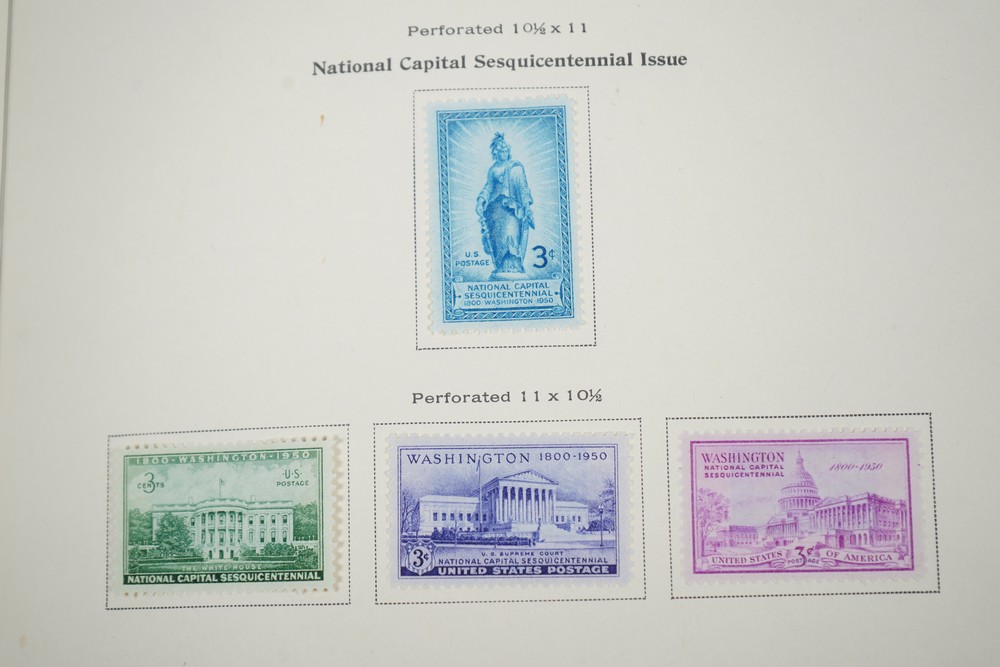 Perforated 10½ x 11
National Capital Sesquicentennial Issue
U.S.
POSTAGE
3¢
NATIONAL CAPITAL
SESQUICENTENNIAL
1800·WASHINGTON·1950
Perforated 11 x 10½
1800·WASHINGTON·1950
3
CENTS
·U·S·
POSTAGE
THE WHITE HOUSE
NATIONAL CAPITAL SESQUICENTENNIAL
WASHINGTON 1800·1950
3¢
U. S. SUPREME COURT
NATIONAL CAPITAL SESQUICENTENNIAL
UNITED STATES POSTAGE
WASHINGTON
NATIONAL CAPITAL
SESQUICENTENNIAL
1800·1950
UNITED STATES 3¢ OF AMERICA
POSTAGE